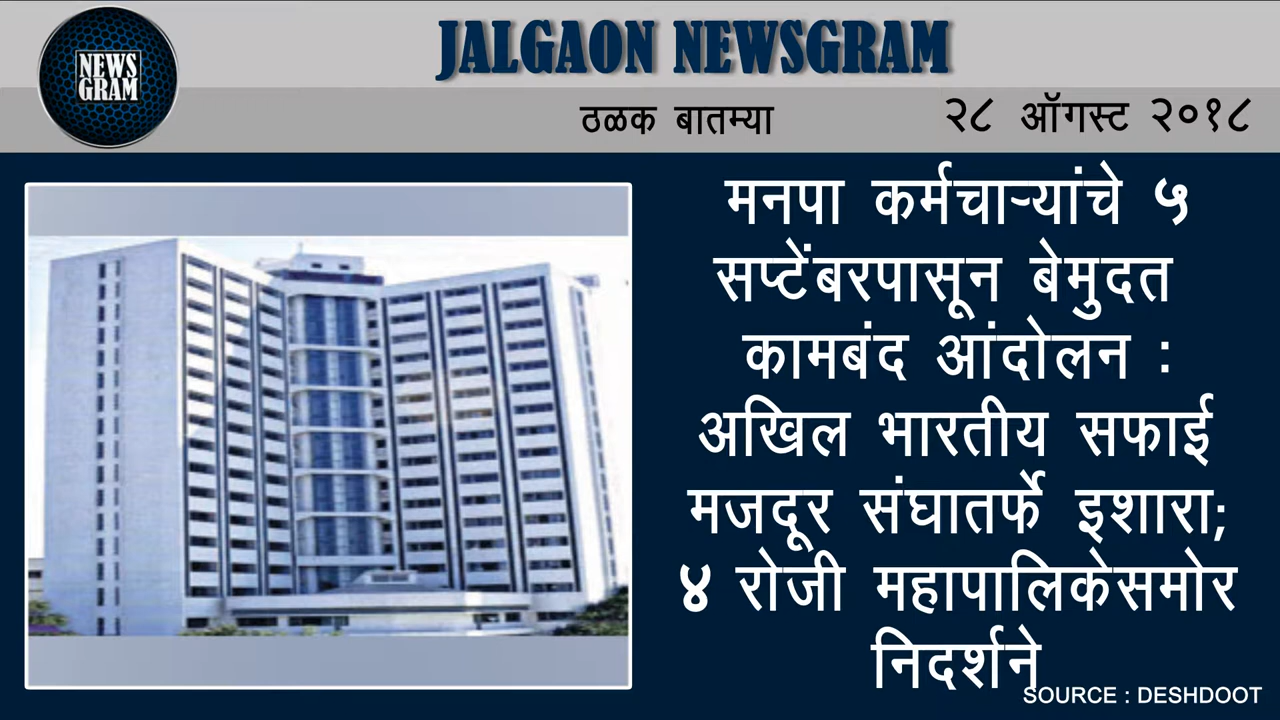 NEWS
GRAM
JALGAON NEWSGRAM
ठळक बातम्या
२८ ऑगस्ट २०१८
मनपा कर्मचाऱ्यांचे ५
सप्टेंबरपासून बेमुदत
कामबंद आंदोलन :
अखिल भारतीय सफाई
मजदूर संघातर्फे इशारा;
४ रोजी महापालिकेसमोर
निदर्शने
SOURCE : DESHDOOT